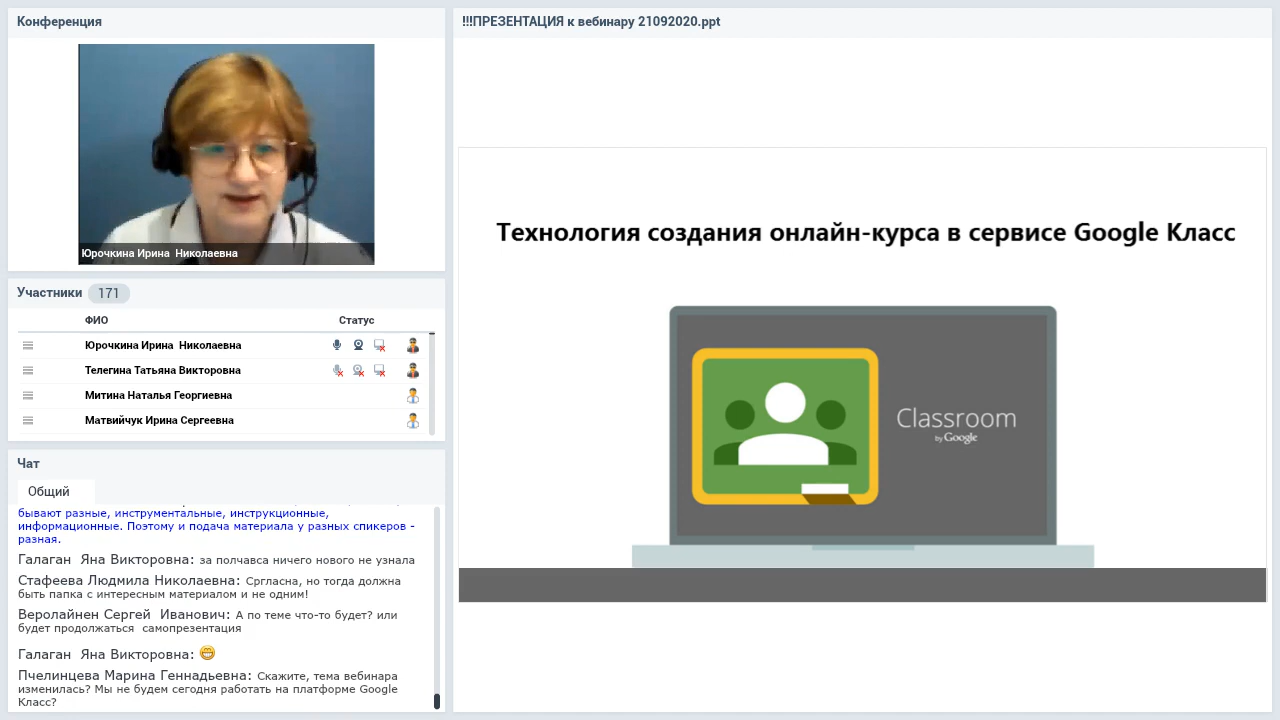 Конференция
Юрочкина Ирина  Николаевна
Участники 171
ФИО Статус
Юрочкина Ирина  Николаевна
Телегина Татьяна Викторовна
Митина Наталья Георгиевна
Матвийчук Ирина Сергеевна
Чат
Общий
бывают разные, инструментальные, инструкционные,
информационные. Поэтому и подача материала у разных спикеров -
разная.
Галаган  Яна Викторовна: за полчавса ничего нового не узнала
Стафеева Людмила Николаевна: Сргласна, но тогда должна
быть папка с интересным материалом и не одним!
Веролайнен Сергей  Иванович: А по теме что-то будет? или
будет продолжаться  самопрезентация
Галаган  Яна Викторовна:
Пчелинцева Марина Геннадьевна: Скажите, тема вебинара
изменилась? Мы не будем сегодня работать на платформе Google
Класс?
!!!ПРЕЗЕНТАЦИЯ к вебинару 21092020.ppt
Технология создания онлайн-курса в сервисе Google Класс
Classroom
by Google